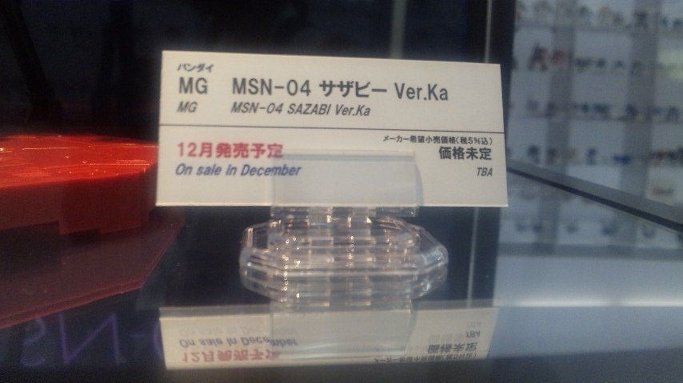 バンダイ
MG MSN-04 サザビー Ver.Ka
MG MSN-04 SAZABI Ver.Ka
12月発売予定
On sale in December
メーカー希望小売価格(税5%込)
価格未定
TBA